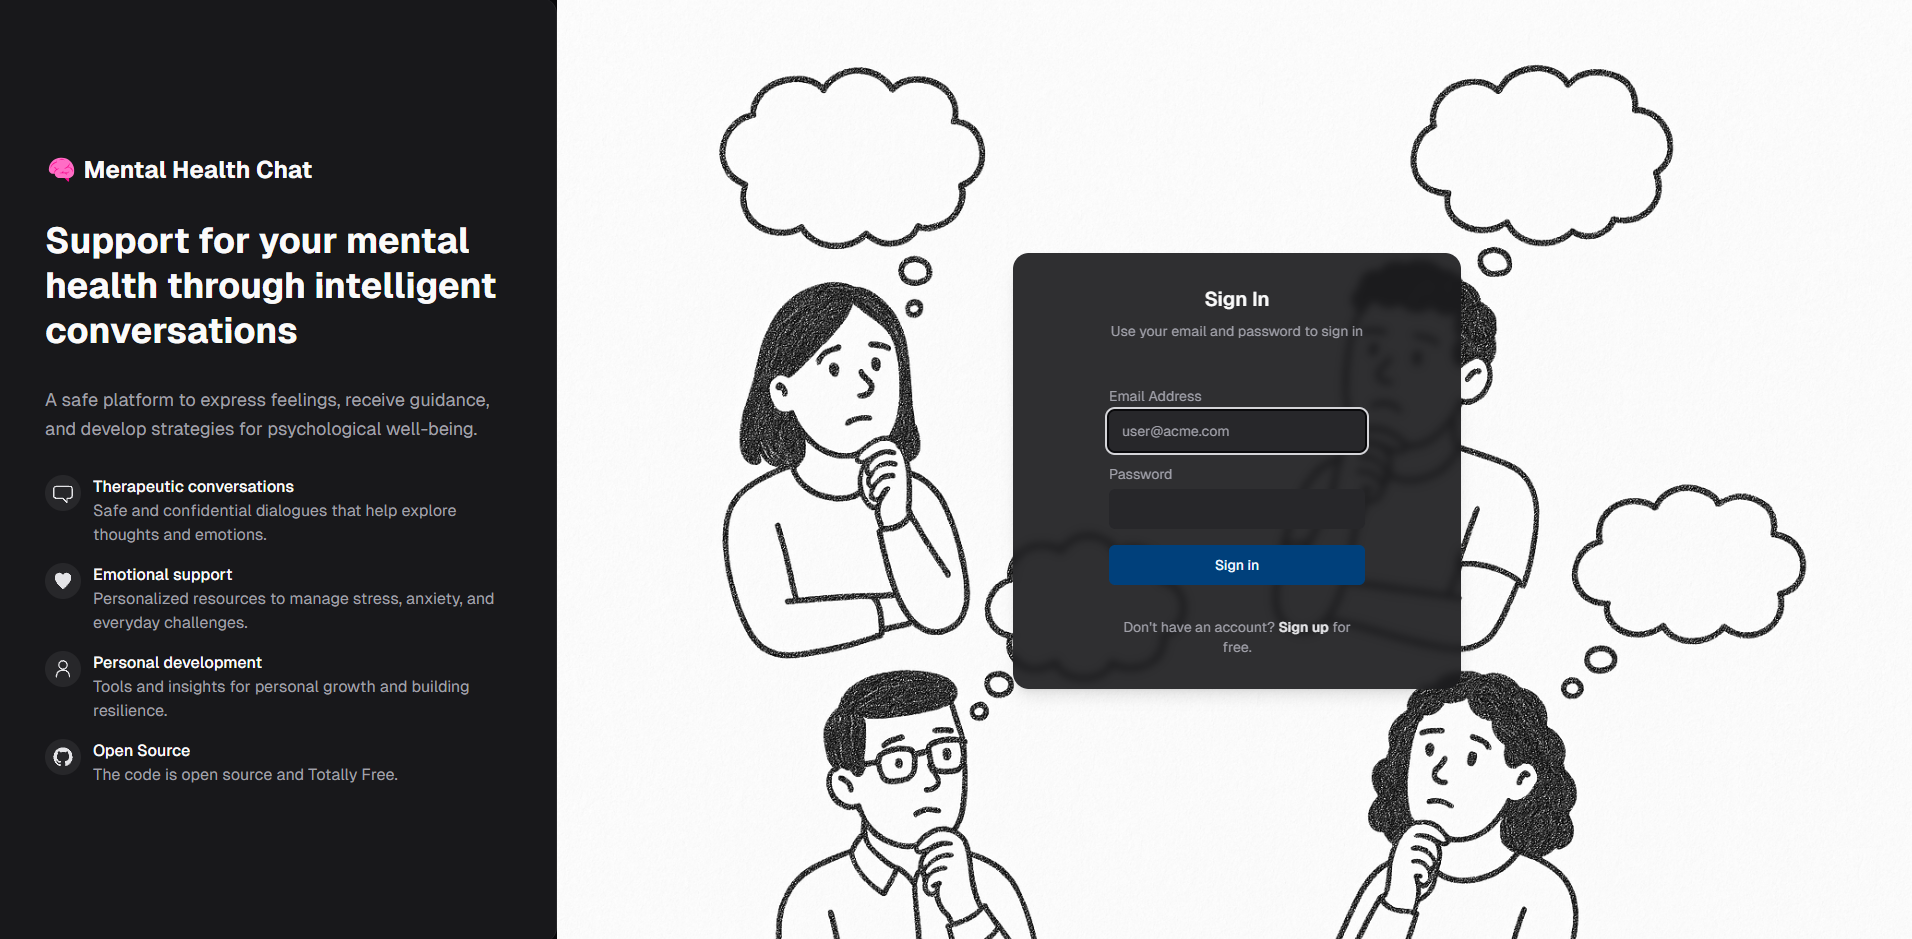 Mental Health Chat
Support for your mental
health through intelligent
conversations
A safe platform to express feelings, receive guidance,
and develop strategies for psychological well-being.
Therapeutic conversations
Safe and confidential dialogues that help explore
thoughts and emotions.
Emotional support
Personalized resources to manage stress, anxiety, and
everyday challenges.
Personal development
Tools and insights for personal growth and building
resilience.
Open Source
The code is open source and Totally Free.
Sign In
Use your email and password to sign in
Email Address
user@acme.com
Password
Sign in
Don't have an account? Sign up for
free.